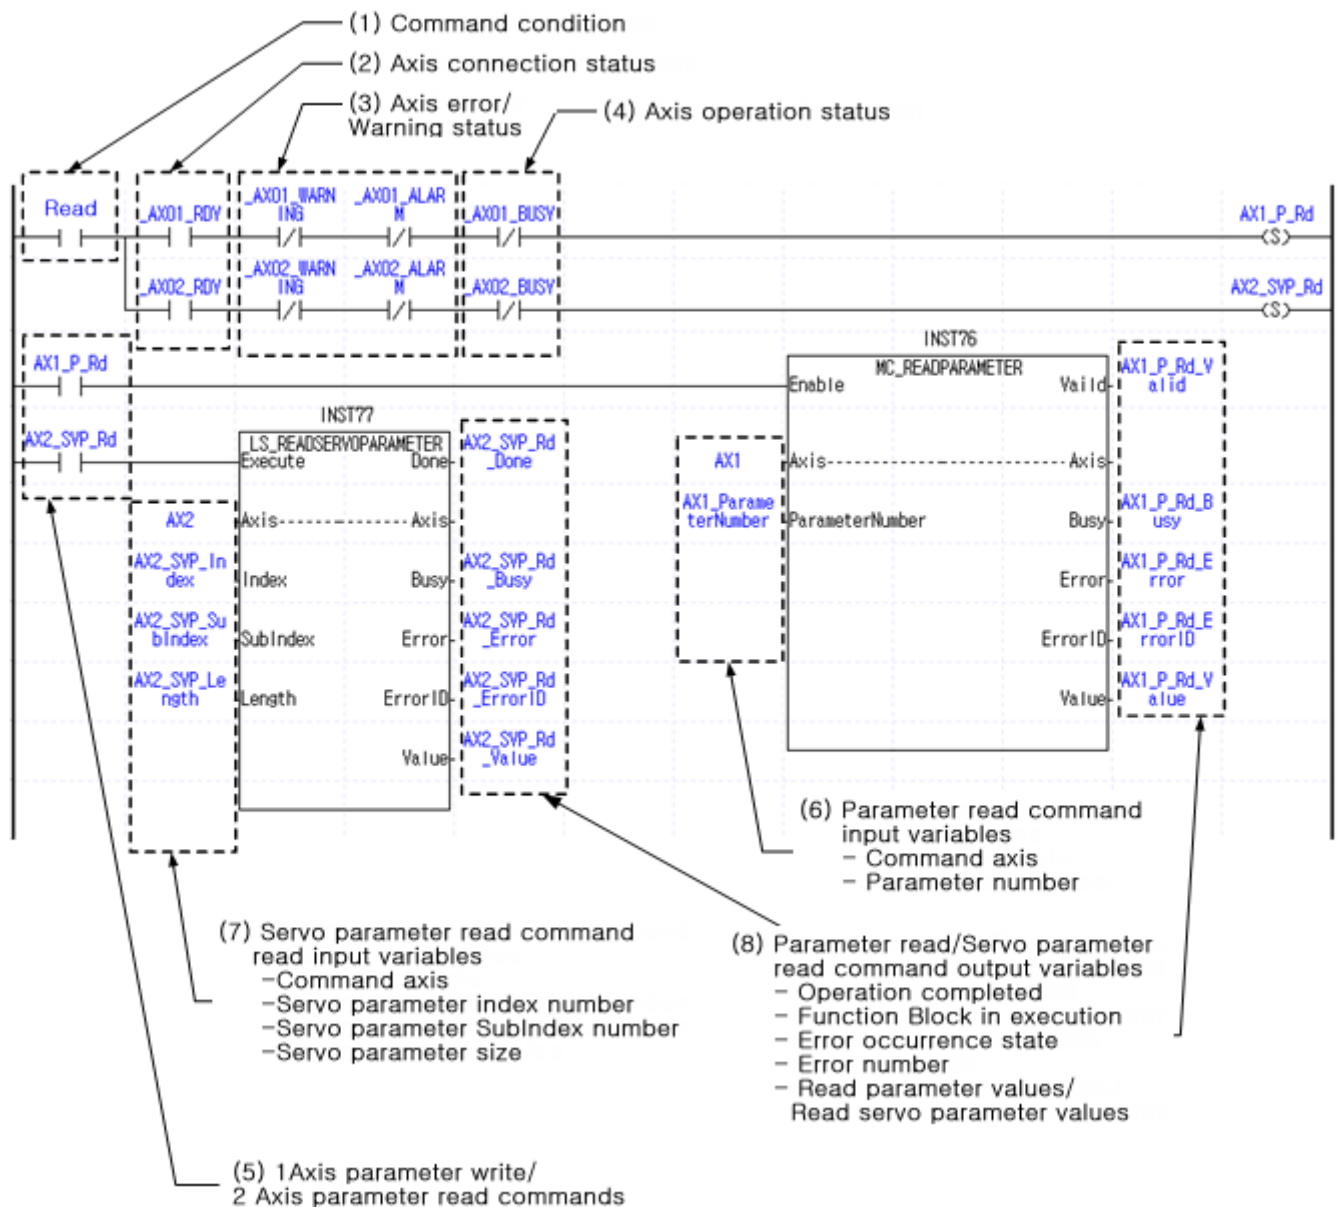 (1) Command condition
(2) Axis connection status
(3) Axis error/
Warning status
(4) Axis operation status
Read
_AX01_RDY
_AX01_WARN
ING
_AX01_ALAR
M
_AX01_BUSY
AX1_P_Rd
(S)
_AX02_RDY
_AX02_WARN
ING
_AX02_ALAR
M
_AX02_BUSY
AX2_SVP_Rd
(S)
AX1_P_Rd
INST76
MC_READPARAMETER
Enable
Vaild
AX1_P_Rd_V
alid
AX2_SVP_Rd
INST77
LS_READSERVOPARAMETER
Execute
Done
AX2_SVP_Rd
_Done
AX1
Axis
Axis
AX2
Axis
Axis
AX1_Parame
terNumber
ParameterNumber
Busy
AX1_P_Rd_B
usy
AX2_SVP_In
dex
Index
Busy
AX2_SVP_Rd
_Busy
Error
AX1_P_Rd_E
rror
AX2_SVP_Su
bIndex
SubIndex
Error
AX2_SVP_Rd
_Error
ErrorID
AX1_P_Rd_E
rrorID
AX2_SVP_Le
ngth
Length
ErrorID
AX2_SVP_Rd
_ErrorID
Value
AX1_P_Rd_V
alue
Value
AX2_SVP_Rd
_Value
(6) Parameter read command
input variables
- Command axis
- Parameter number
(7) Servo parameter read command
read input variables
-Command axis
-Servo parameter index number
-Servo parameter SubIndex number
-Servo parameter size
(8) Parameter read/Servo parameter
read command output variables
- Operation completed
- Function Block in execution
- Error occurrence state
- Error number
- Read parameter values/
Read servo parameter values
(5) 1Axis parameter write/
2 Axis parameter read commands